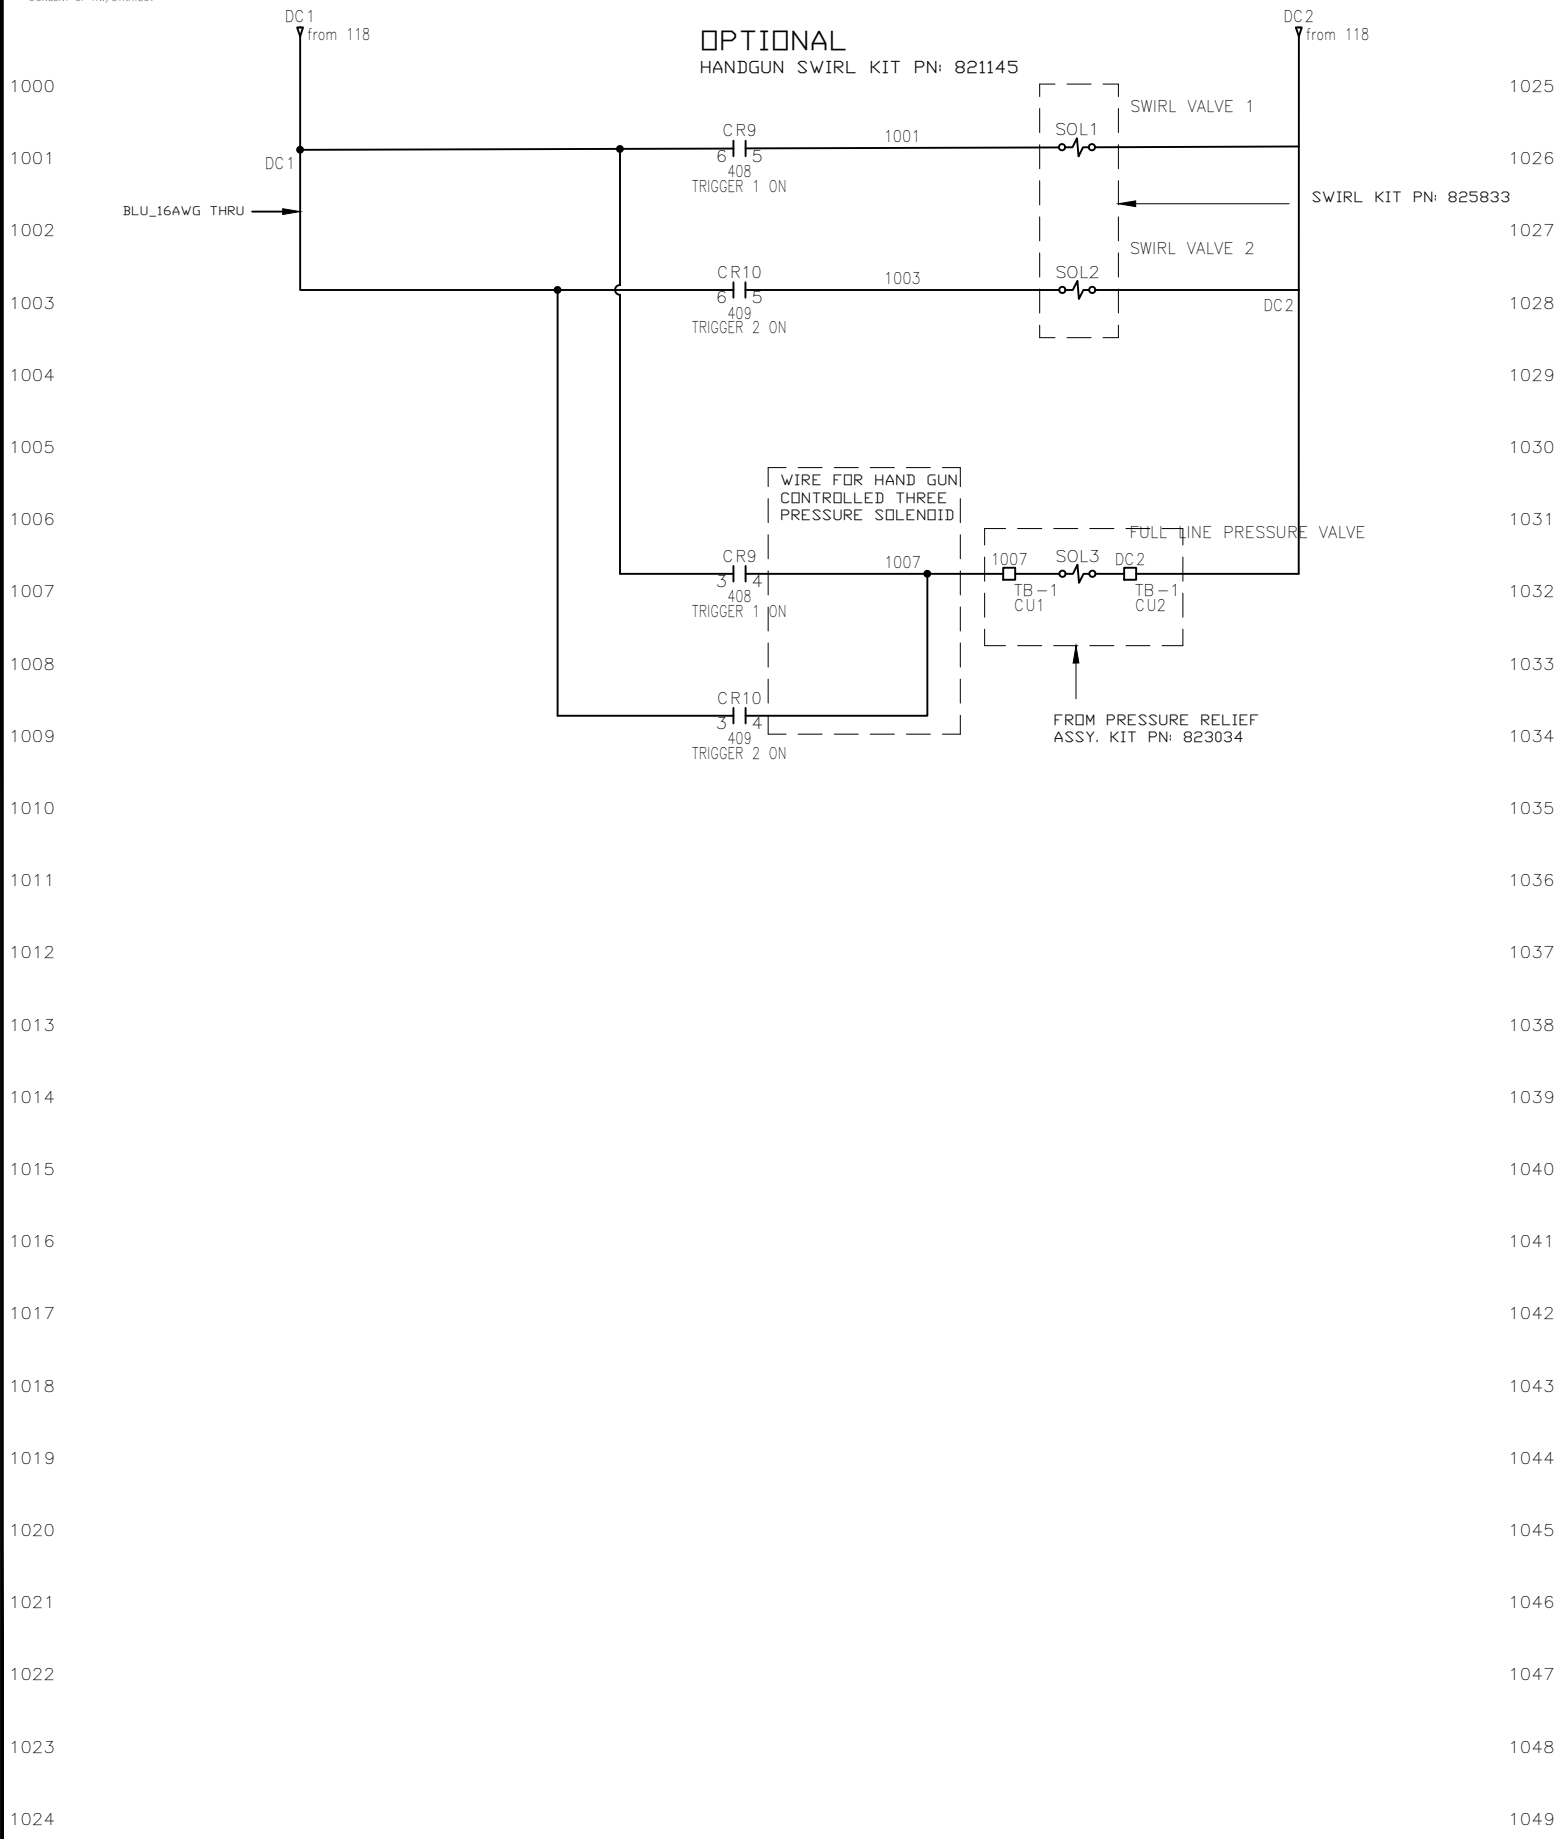 DC1
from 118
DC2
from 118
OPTIONAL
HANDGUN SWIRL KIT PN: 821145
1000
1025
SWIRL VALVE 1
CR9
1001
SOL1
1001
DC1
6 5
1026
408
TRIGGER 1 ON
BLU_16AWG THRU
SWIRL KIT PN: 825833
1002
1027
SWIRL VALVE 2
CR10
1003
SOL2
1003
6 5
DC2
1028
409
TRIGGER 2 ON
1004
1029
1005
1030
WIRE FOR HAND GUN
CONTROLLED THREE
PRESSURE SOLENOID
1006
1031
FULL LINE PRESSURE VALVE
CR9
1007
1007
SOL3
DC2
1007
3 4
TB-1
CU1
TB-1
CU2
1032
408
TRIGGER 1 ON
1008
1033
CR10
3 4
FROM PRESSURE RELIEF
ASSY. KIT PN: 823034
1009
1034
409
TRIGGER 2 ON
1010
1035
1011
1036
1012
1037
1013
1038
1014
1039
1015
1040
1016
1041
1017
1042
1018
1043
1019
1044
1020
1045
1021
1046
1022
1047
1023
1048
1024
1049